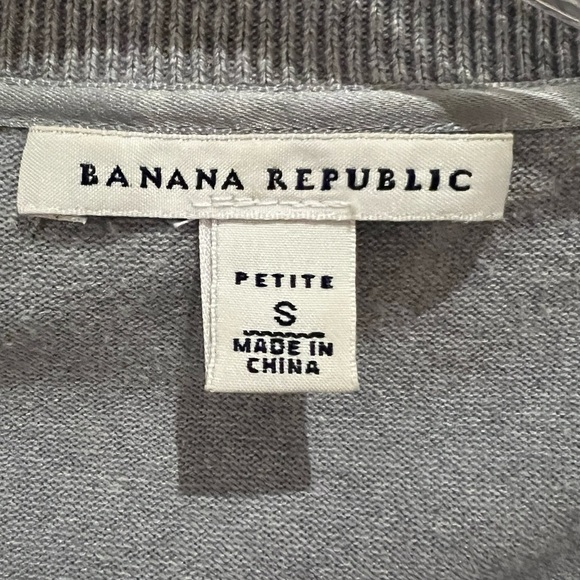 BANANA REPUBLIC
PETITE
S
MADE IN
CHINA